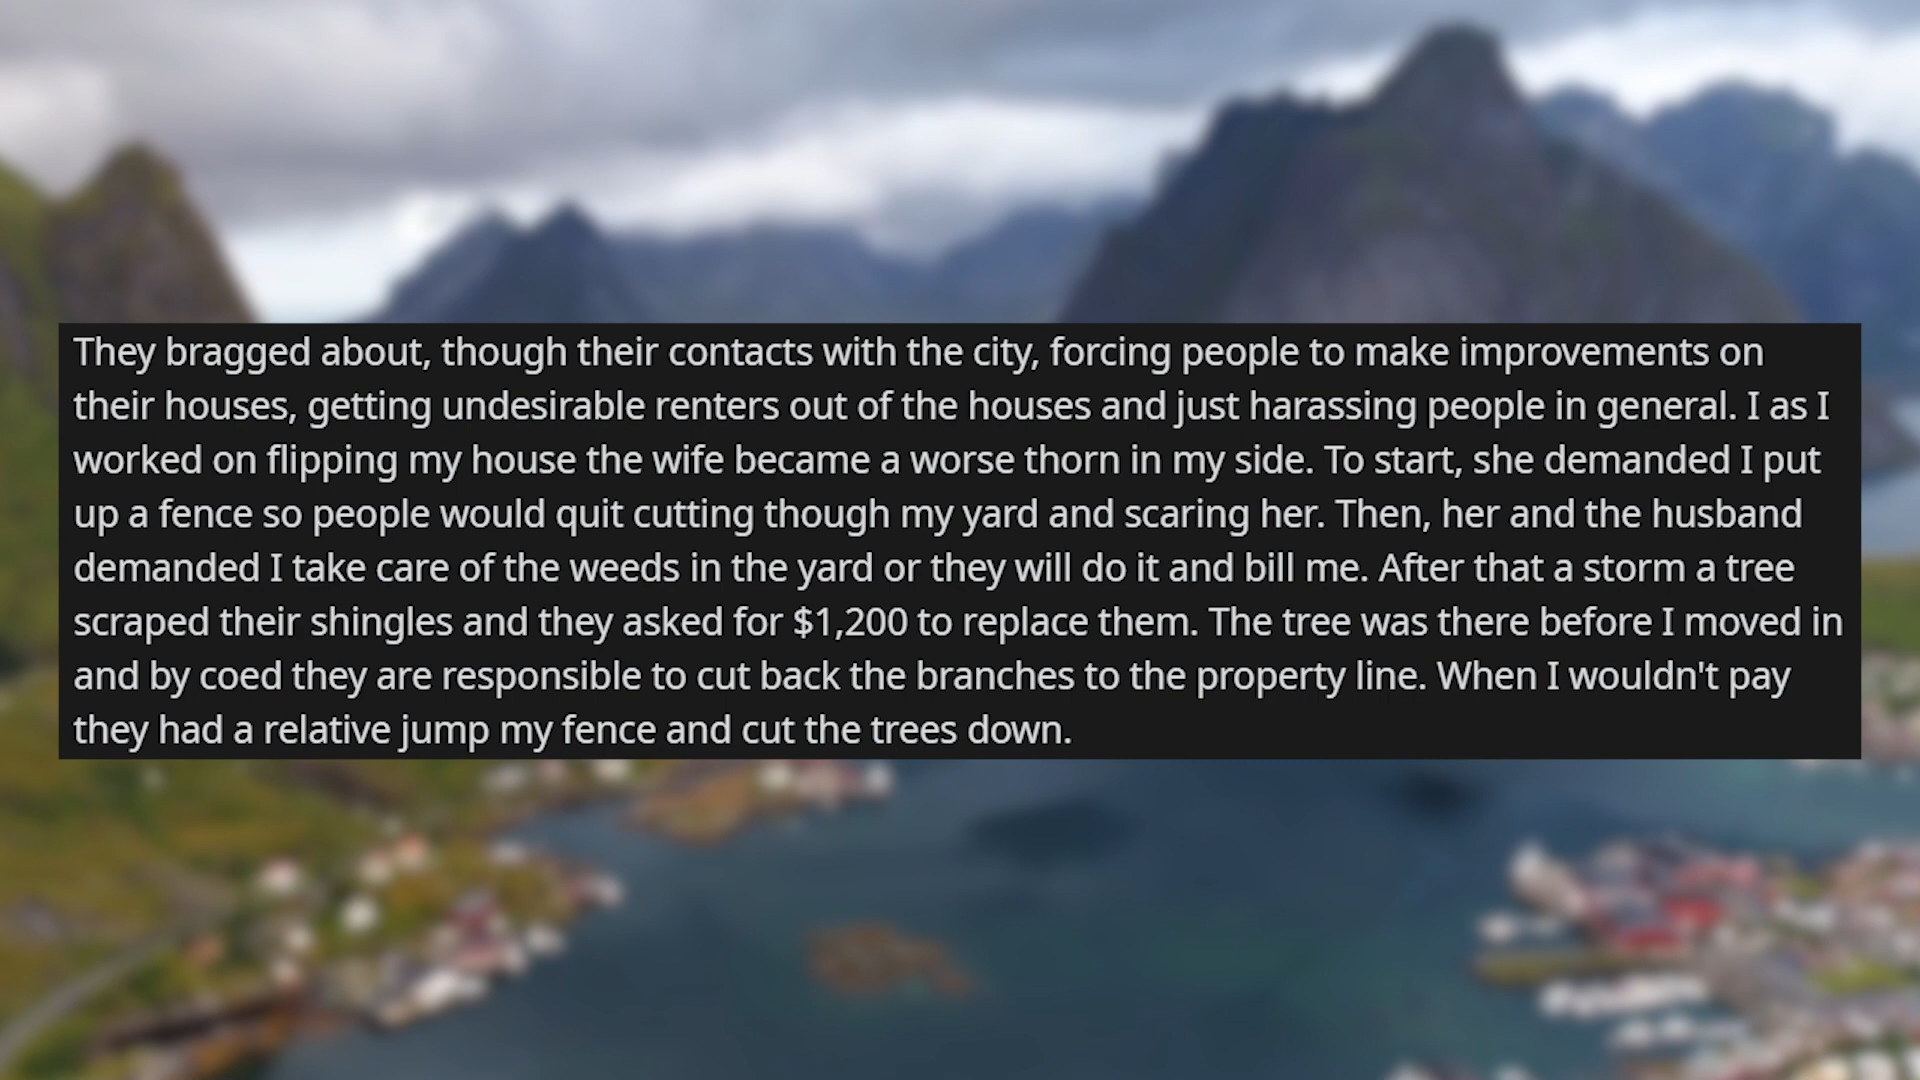 They bragged about, though their contacts with the city, forcing people to make improvements on
their houses, getting undesirable renters out of the houses and just harassing people in general. I as I
worked on flipping my house the wife became a worse thorn in my side. To start, she demanded I put
up a fence so people would quit cutting though my yard and scaring her. Then, her and the husband
demanded I take care of the weeds in the yard or they will do it and bill me. After that a storm a tree
scraped their shingles and they asked for $1,200 to replace them. The tree was there before I moved in
and by coed they are responsible to cut back the branches to the property line. When I wouldn't pay
they had a relative jump my fence and cut the trees down.